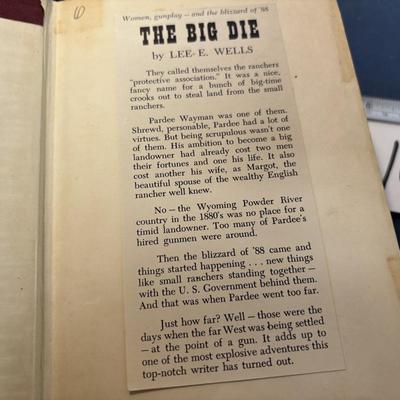 6
Women, gunplay — and the blizzard of '88
THE BIG DIE
by LEE E. WELLS
They called themselves the ranchers
"protective association." It was a nice,
fancy name for a bunch of big-time
crooks out to steal land from the small
ranchers.
Pardee Wayman was one of them.
Shrewd, personable, Pardee had a lot of
virtues. But being scrupulous wasn't one
of them. His ambition to become a big
landowner had already cost two men
their fortunes and one his life. It also
cost another his wife, as Margot, the
beautiful spouse of the wealthy English
rancher well knew.
No — the Wyoming Powder River
country in the 1880's was no place for a
timid landowner. Too many of Pardee's
hired gunmen were around.
Then the blizzard of '88 came and
things started happening . . . new things
like small ranchers standing together —
with the U. S. Government behind them.
And that was when Pardee went too far.
Just how far? Well — those were the
days when the far West was being settled
— at the point of a gun. It adds up to
one of the most explosive adventures this
top-notch writer has turned out.